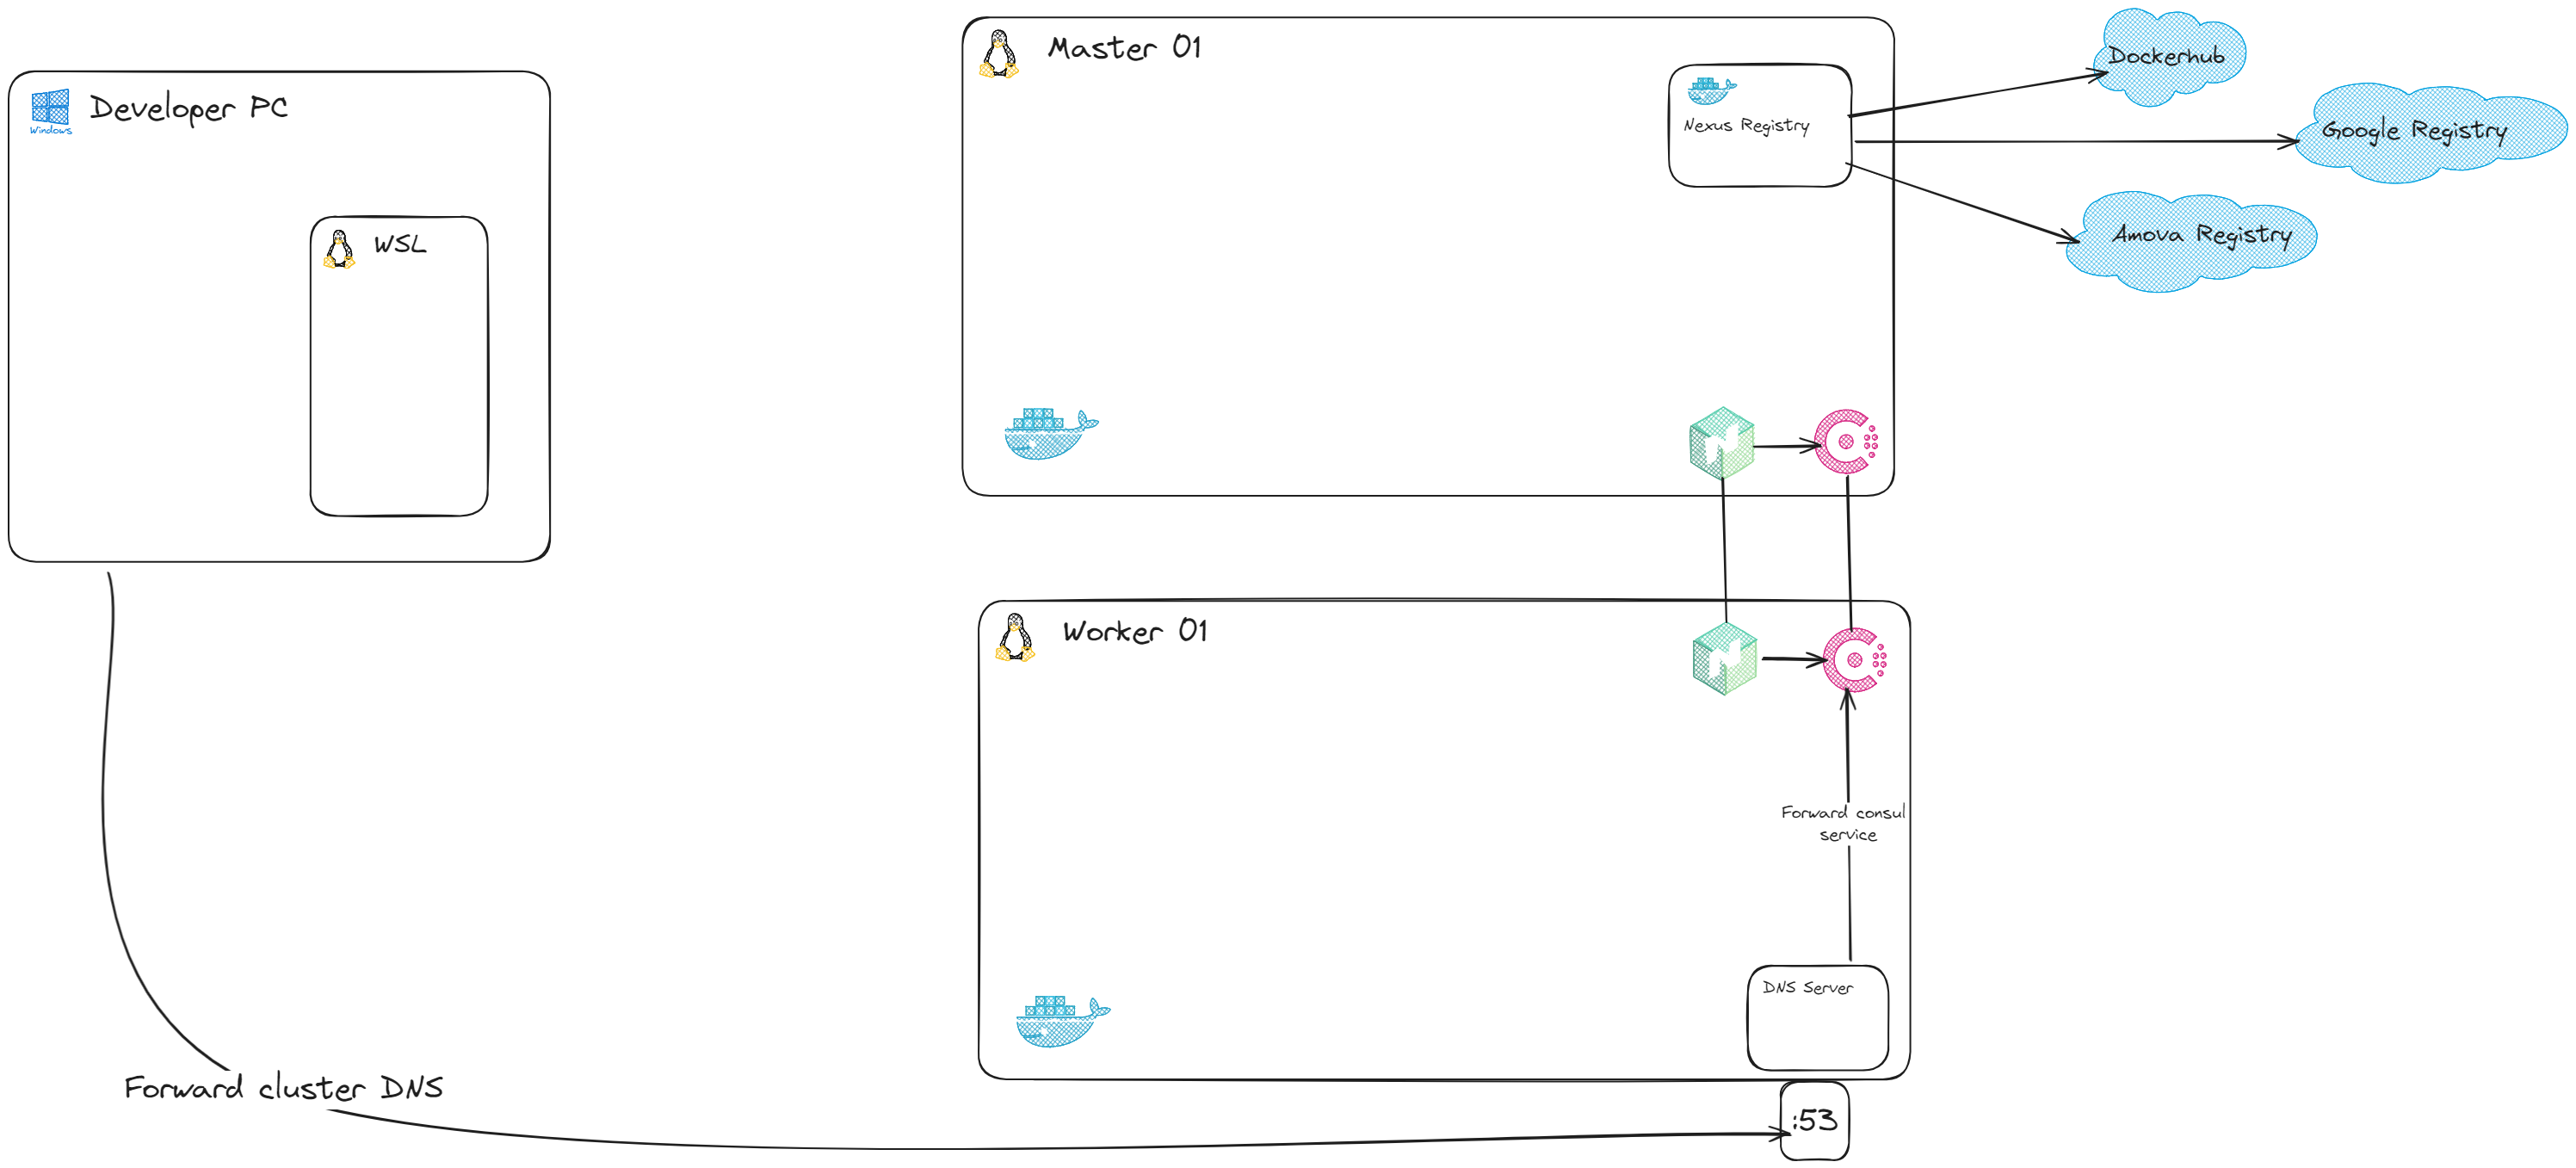 Developer PC
Windows
WSL
Master 01
Nexus Registry
Dockerhub
Google Registry
Amova Registry
Worker 01
Forward consul
service
DNS Server
Forward cluster DNS
:53